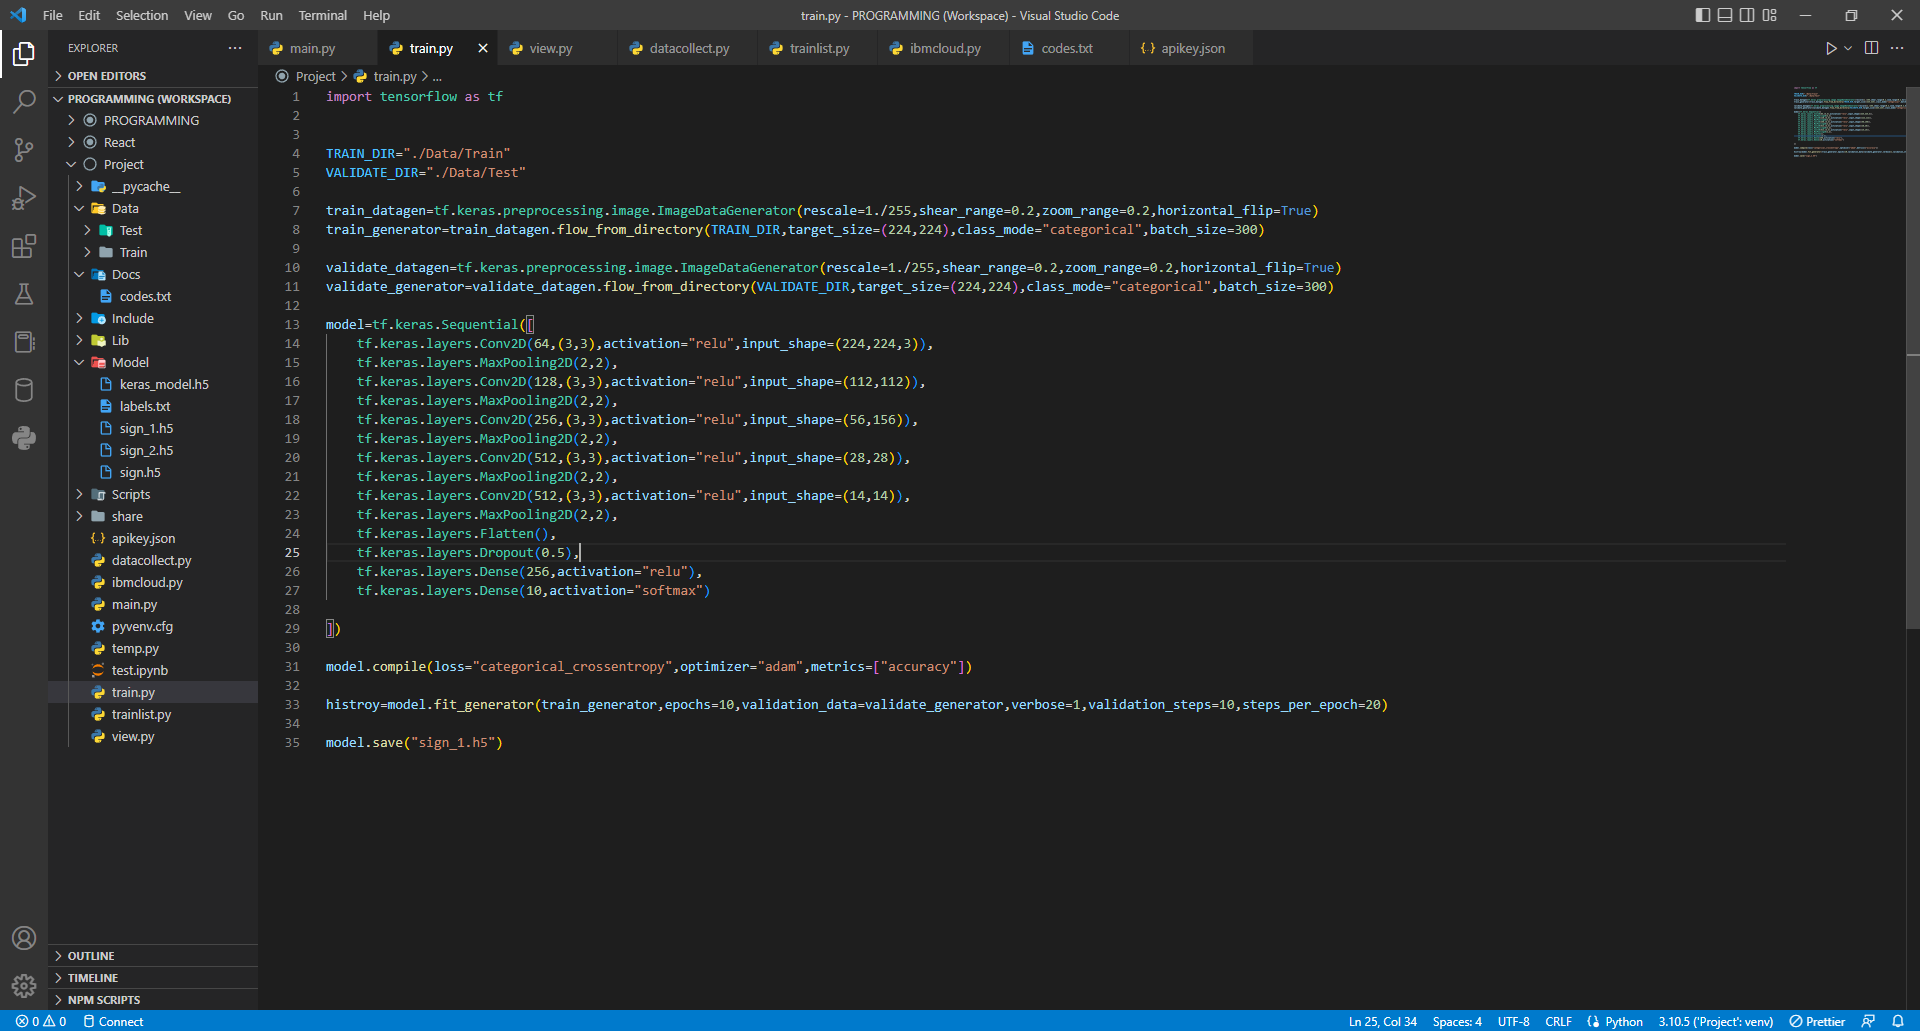 File Edit Selection View Go Run Terminal Help
train.py - PROGRAMMING (Workspace) - Visual Studio Code
EXPLORER
OPEN EDITORS
PROGRAMMING (WORKSPACE)
PROGRAMMING
React
Project
__pycache__
Data
Test
Train
Docs
codes.txt
Include
Lib
Model
keras_model.h5
labels.txt
sign_1.h5
sign_2.h5
sign.h5
Scripts
share
apikey.json
datacollect.py
ibmcloud.py
main.py
pyvenv.cfg
temp.py
test.ipynb
train.py
trainlist.py
view.py
OUTLINE
TIMELINE
NPM SCRIPTS
main.py train.py view.py datacollect.py trainlist.py ibmcloud.py codes.txt apikey.json
Project > train.py > ...
1 import tensorflow as tf
2
3
4 TRAIN_DIR="./Data/Train"
5 VALIDATE_DIR="./Data/Test"
6
7 train_datagen=tf.keras.preprocessing.image.ImageDataGenerator(rescale=1./255,shear_range=0.2,zoom_range=0.2,horizontal_flip=True)
8 train_generator=train_datagen.flow_from_directory(TRAIN_DIR,target_size=(224,224),class_mode="categorical",batch_size=300)
9
10 validate_datagen=tf.keras.preprocessing.image.ImageDataGenerator(rescale=1./255,shear_range=0.2,zoom_range=0.2,horizontal_flip=True)
11 validate_generator=validate_datagen.flow_from_directory(VALIDATE_DIR,target_size=(224,224),class_mode="categorical",batch_size=300)
12
13 model=tf.keras.Sequential([
14 tf.keras.layers.Conv2D(64,(3,3),activation="relu",input_shape=(224,224,3)),
15 tf.keras.layers.MaxPooling2D(2,2),
16 tf.keras.layers.Conv2D(128,(3,3),activation="relu",input_shape=(112,112)),
17 tf.keras.layers.MaxPooling2D(2,2),
18 tf.keras.layers.Conv2D(256,(3,3),activation="relu",input_shape=(56,156)),
19 tf.keras.layers.MaxPooling2D(2,2),
20 tf.keras.layers.Conv2D(512,(3,3),activation="relu",input_shape=(28,28)),
21 tf.keras.layers.MaxPooling2D(2,2),
22 tf.keras.layers.Conv2D(512,(3,3),activation="relu",input_shape=(14,14)),
23 tf.keras.layers.MaxPooling2D(2,2),
24 tf.keras.layers.Flatten(),
25 tf.keras.layers.Dropout(0.5),
26 tf.keras.layers.Dense(256,activation="relu"),
27 tf.keras.layers.Dense(10,activation="softmax")
28
29 ])
30
31 model.compile(loss="categorical_crossentropy",optimizer="adam",metrics=["accuracy"])
32
33 histroy=model.fit_generator(train_generator,epochs=10,validation_data=validate_generator,verbose=1,validation_steps=10,steps_per_epoch=20)
34
35 model.save("sign_1.h5")
0 0 Connect
Ln 25, Col 34 Spaces: 4 UTF-8 CRLF Python 3.10.5 ('Project': venv) Prettier